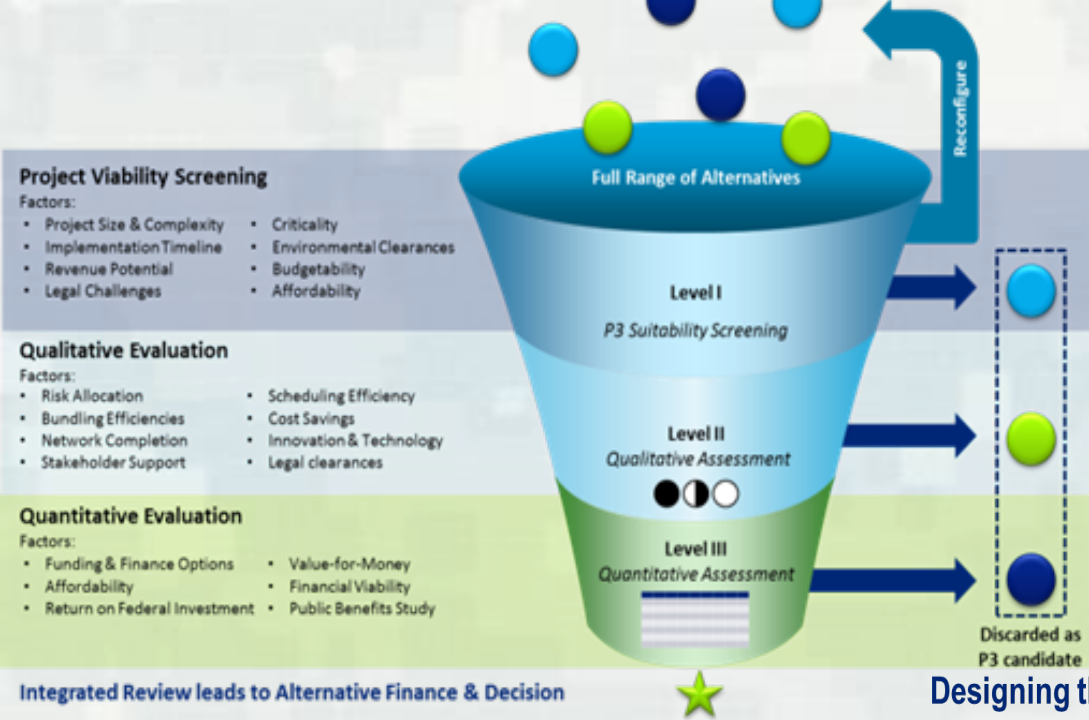 Reconfigure
Full Range of Alternatives
Project Viability Screening
Factors:
• Project Size & Complexity
• Implementation Timeline
• Revenue Potential
• Legal Challenges
• Criticality
• Environmental Clearances
• Budgetability
• Affordability
Level I
P3 Suitability Screening
Qualitative Evaluation
Factors:
• Risk Allocation
• Bundling Efficiencies
• Network Completion
• Stakeholder Support
• Scheduling Efficiency
• Cost Savings
• Innovation & Technology
• Legal clearances
Level II
Qualitative Assessment
Quantitative Evaluation
Factors:
• Funding & Finance Options
• Affordability
• Return on Federal Investment
• Value-for-Money
• Financial Viability
• Public Benefits Study
Level III
Quantitative Assessment
Discarded as
P3 candidate
Integrated Review leads to Alternative Finance & Decision
Designing